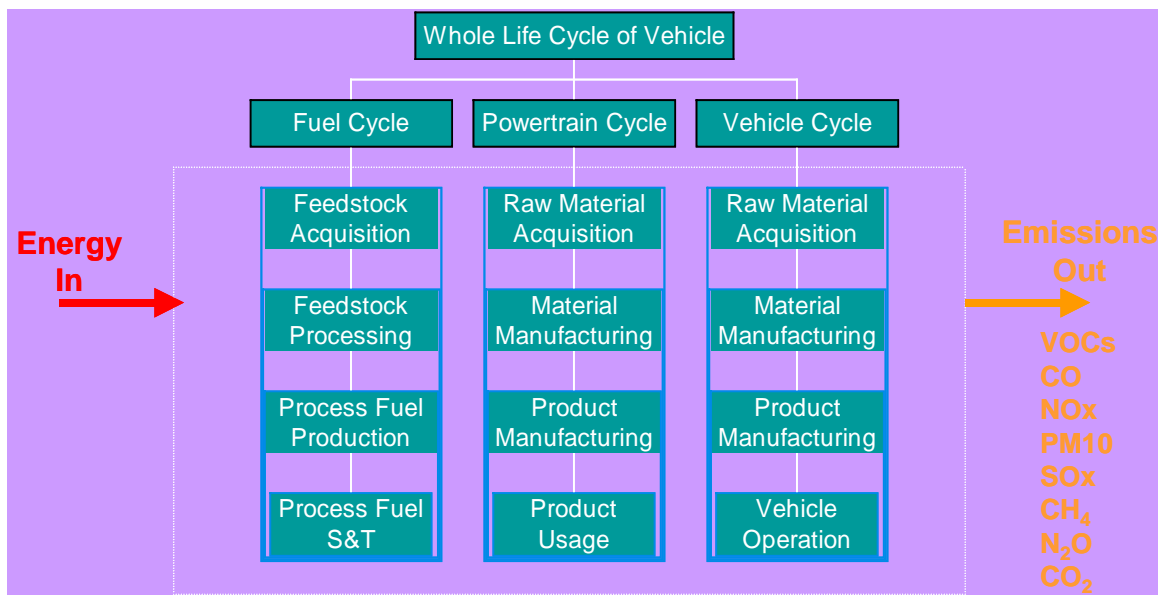 Whole Life Cycle of Vehicle
Fuel Cycle
Powertrain Cycle
Vehicle Cycle
Energy
In
Feedstock
Acquisition
Feedstock
Processing
Process Fuel
Production
Process Fuel
S&T
Raw Material
Acquisition
Material
Manufacturing
Product
Manufacturing
Product
Usage
Raw Material
Acquisition
Material
Manufacturing
Product
Manufacturing
Vehicle
Operation
Emissions
Out
VOCs
CO
NOx
PM10
SOx
CH₄
N₂O
CO₂